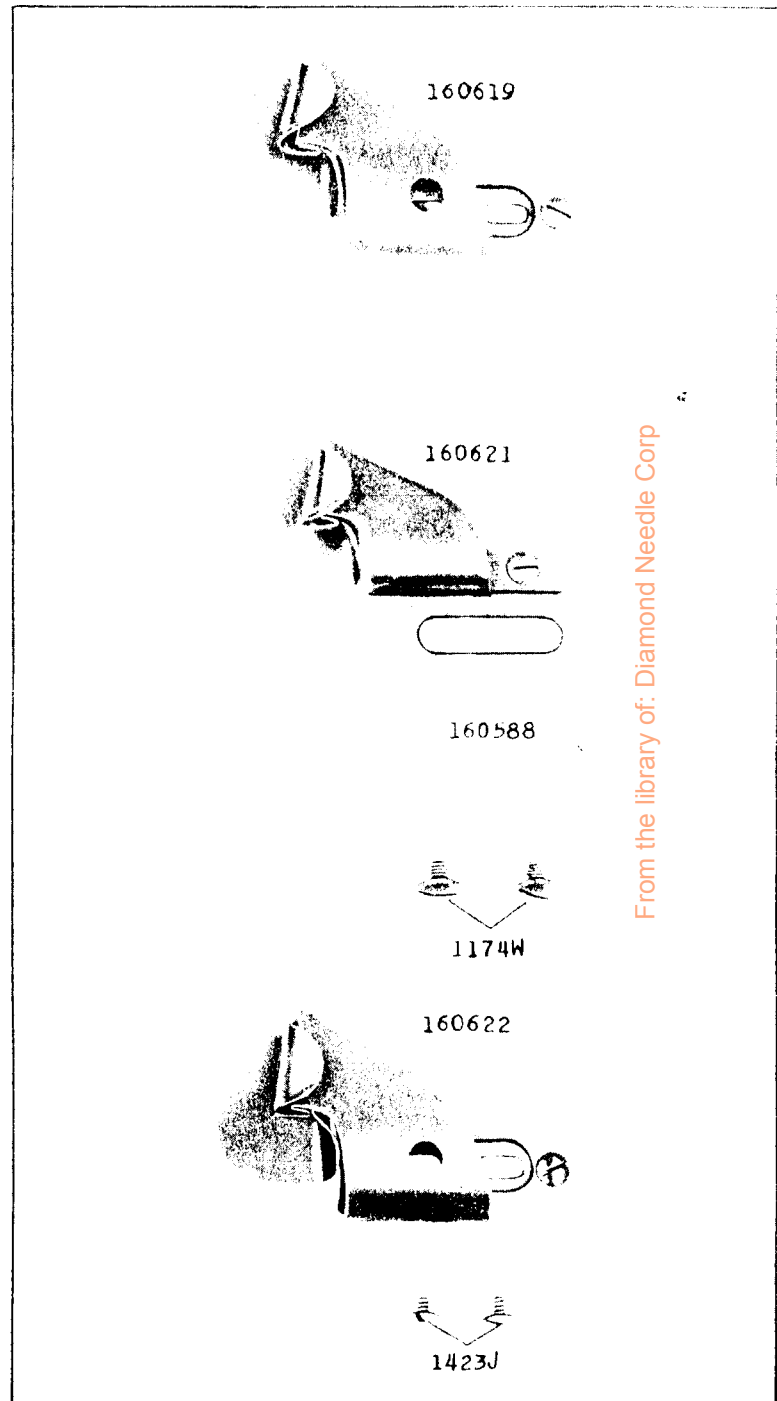 160619
160621
160588
1174W
160622
1423J
From the library of: Diamond Needle Corp